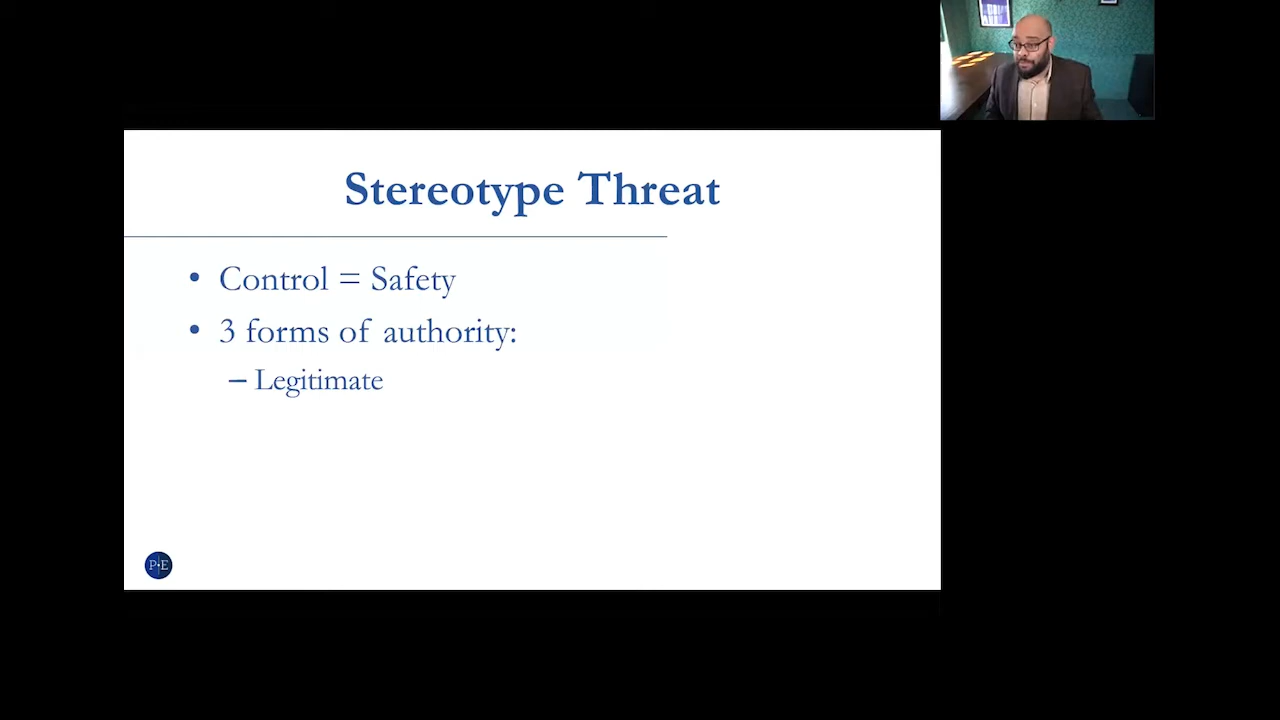 Stereotype Threat
• Control = Safety
• 3 forms of authority:
– Legitimate
P•E